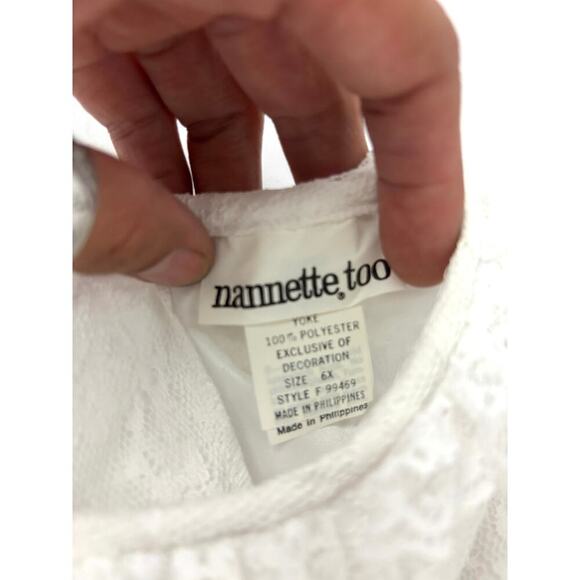 nannette too
YOKE
100% POLYESTER
EXCLUSIVE OF
DECORATION
SIZE 6X
STYLE F 99469
MADE IN PHILIPPINES
Made in Philippines